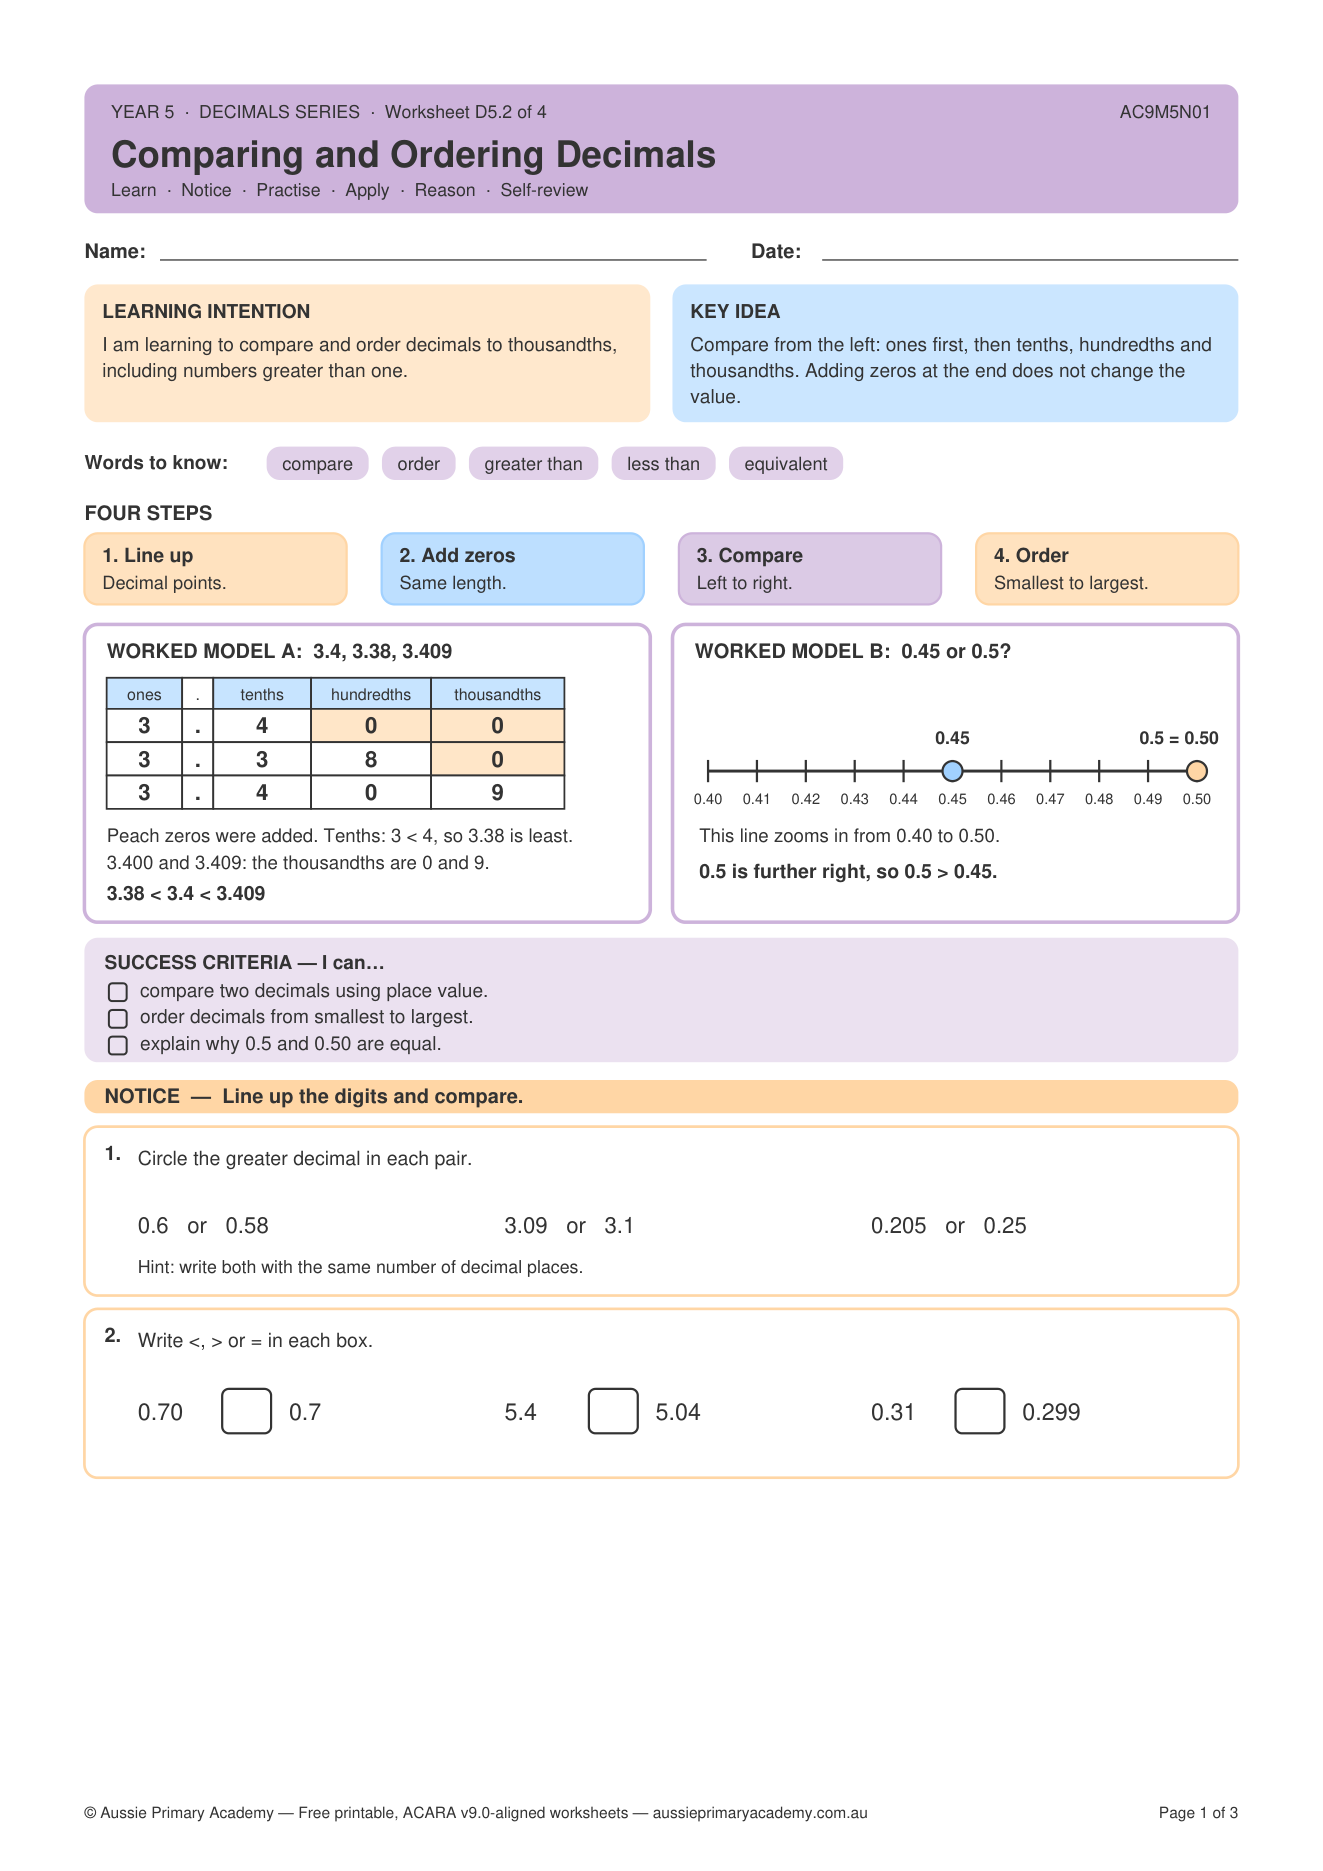 YEAR 5 · DECIMALS SERIES · Worksheet D5.2 of 4 AC9M5N01
Comparing and Ordering Decimals
Learn · Notice · Practise · Apply · Reason · Self-review
Name: Date:
LEARNING INTENTION
I am learning to compare and order decimals to thousandths,
including numbers greater than one.
KEY IDEA
Compare from the left: ones first, then tenths, hundredths and
thousandths. Adding zeros at the end does not change the
value.
Words to know: compare order greater than less than equivalent
FOUR STEPS
1. Line up
Decimal points.
2. Add zeros
Same length.
3. Compare
Left to right.
4. Order
Smallest to largest.
WORKED MODEL A: 3.4, 3.38, 3.409
ones . tenths hundredths thousandths
3 . 4 0 0
3 . 3 8 0
3 . 4 0 9
Peach zeros were added. Tenths: 3 < 4, so 3.38 is least.
3.400 and 3.409: the thousandths are 0 and 9.
3.38 < 3.4 < 3.409
WORKED MODEL B: 0.45 or 0.5?
0.45 0.5 = 0.50
0.40 0.41 0.42 0.43 0.44 0.45 0.46 0.47 0.48 0.49 0.50
This line zooms in from 0.40 to 0.50.
0.5 is further right, so 0.5 > 0.45.
SUCCESS CRITERIA — I can…
compare two decimals using place value.
order decimals from smallest to largest.
explain why 0.5 and 0.50 are equal.
NOTICE — Line up the digits and compare.
1. Circle the greater decimal in each pair.
0.6 or 0.58 3.09 or 3.1 0.205 or 0.25
Hint: write both with the same number of decimal places.
2. Write <, > or = in each box.
0.70 0.7 5.4 5.04 0.31 0.299
© Aussie Primary Academy — Free printable, ACARA v9.0-aligned worksheets — aussieprimaryacademy.com.au Page 1 of 3